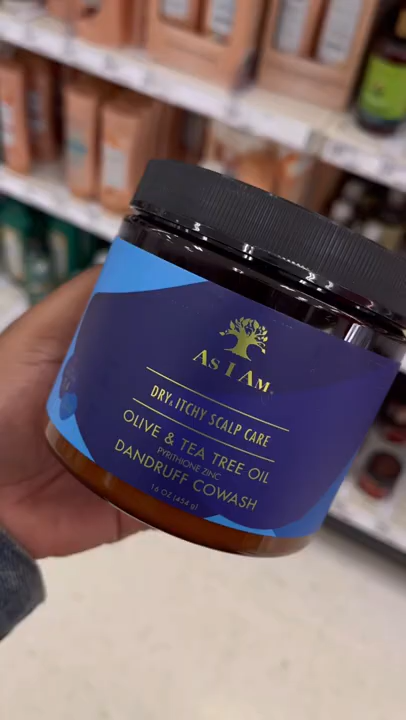 As I Am
DRY & ITCHY SCALP CARE
OLIVE & TEA TREE OIL
PYRITHIONE ZINC
DANDRUFF COWASH
16 OZ (454 g)